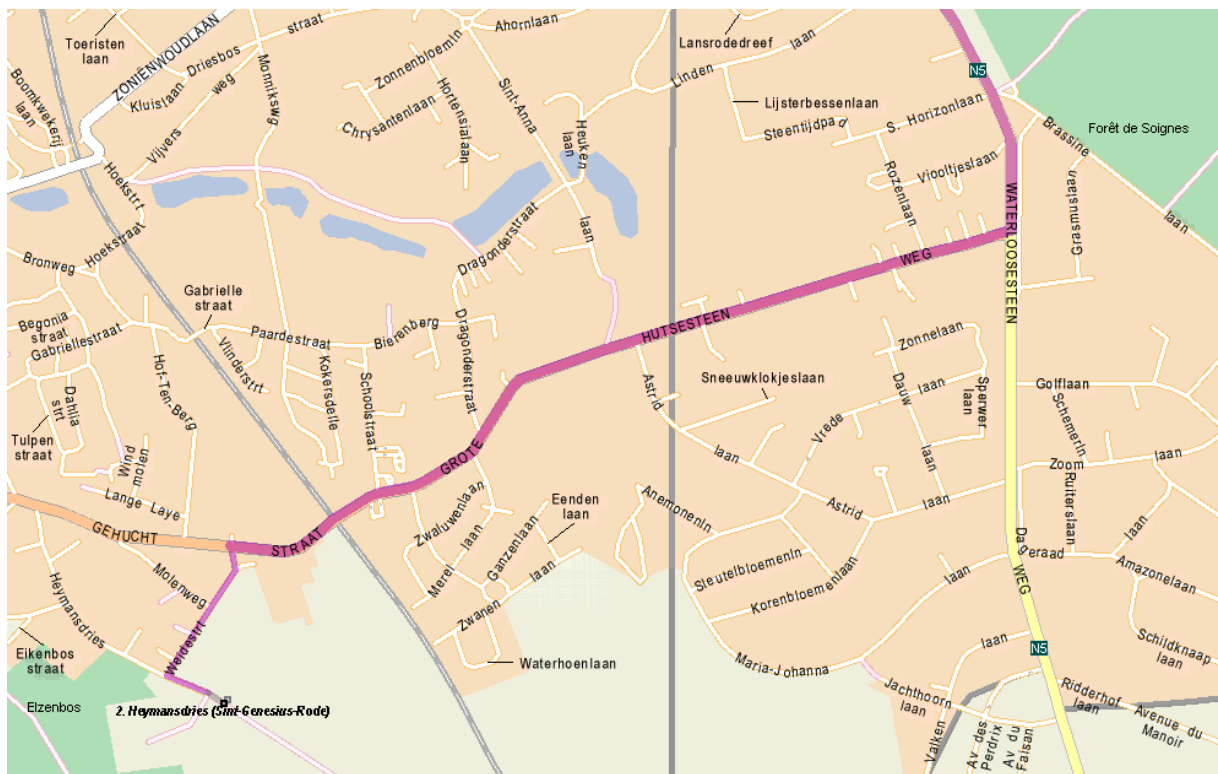 Toeristen
laan
ZONIËNWOUDLAAN
Driesbos
straat
Kluislaan
Boomkwekerij
laan
Vijvers
weg
Monnikswg
Zonnenbloemln
Ahornlaan
Hortensialaan
Chrysantenlaan
Sint-Anna
laan
Heuken
laan
Lansrodedreef
Linden
laan
N5
Lijsterbessenlaan
Steentijdpad
S. Horizonlaan
Brassine
laan
Forêt de Soignes
Viooltjeslaan
Rozenlaan
Grasmuslaan
WATERLOOSESTEEN
WEG
Hoekstrt
Hoekstraat
Bronweg
Dragonderstraat
Gabrielle
straat
Begonia
straat
Gabriellestraat
Paardestraat
Bierenberg
Vlinderstrt
Kokersdelle
Schoolstraat
Dragonderstraat
Hof-Ten-Berg
Dahlia
strt
Tulpen
straat
Wind
molen
Lange Laye
HUTSESTEEN
WEG
Astrid
laan
Astrid
laan
Sneeuwklokjeslaan
Zonnelaan
Dauw
laan
Vrede
laan
Sperwer
laan
Golflaan
Schemerln
Zoom
laan
Ruiterslaan
Dageraad
laan
Amazonelaan
laan
Schildknaap
laan
GEHUCHT
STRAAT
GROTE
Zwaluwenlaan
Merel
laan
Ganzenlaan
Eenden
laan
Zwanen
laan
Waterhoenlaan
Anemonenln
Sleutelbloemenln
Korenbloemenlaan
Maria-Johanna
laan
Molenweg
Heymansdries
Weidestrt
Eikenbos
straat
Elzenbos
2. Heymansdries (Sint-Genesius-Rode)
Jachthoorn
laan
Valken
laan
N5
Av des
Perdrix
Av du
Faisan
Ridderhof
laan
Avenue du
Manoir